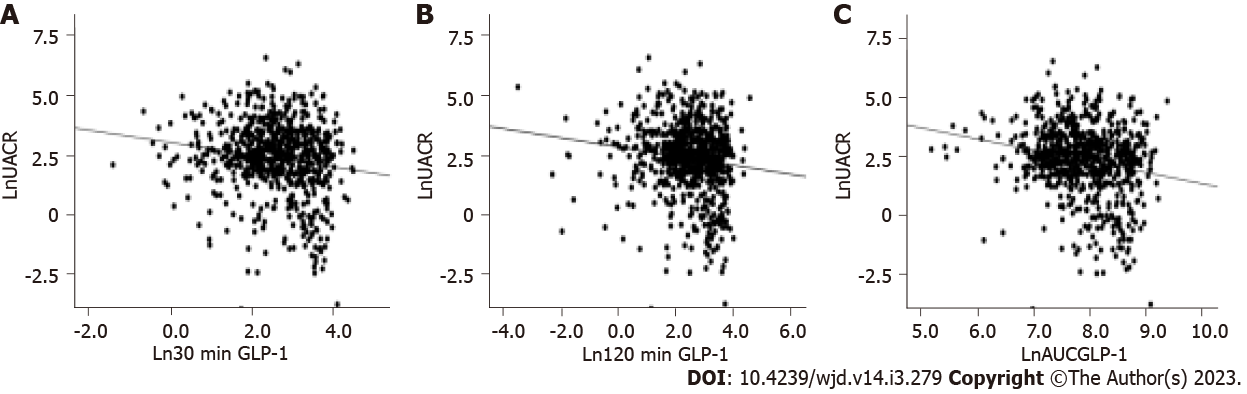 A
B
C
7.5
5.0
2.5
0
-2.5
LnUACR
-2.0 0.0 2.0 4.0
Ln30 min GLP-1
7.5
5.0
2.5
0
-2.5
LnUACR
-4.0 -2.0 0.0 2.0 4.0 6.0
Ln120 min GLP-1
7.5
5.0
2.5
0
-2.5
LnUACR
5.0 6.0 7.0 8.0 9.0 10.0
LnAUCGLP-1
DOI: 10.4239/wjd.v14.i3.279 Copyright ©The Author(s) 2023.